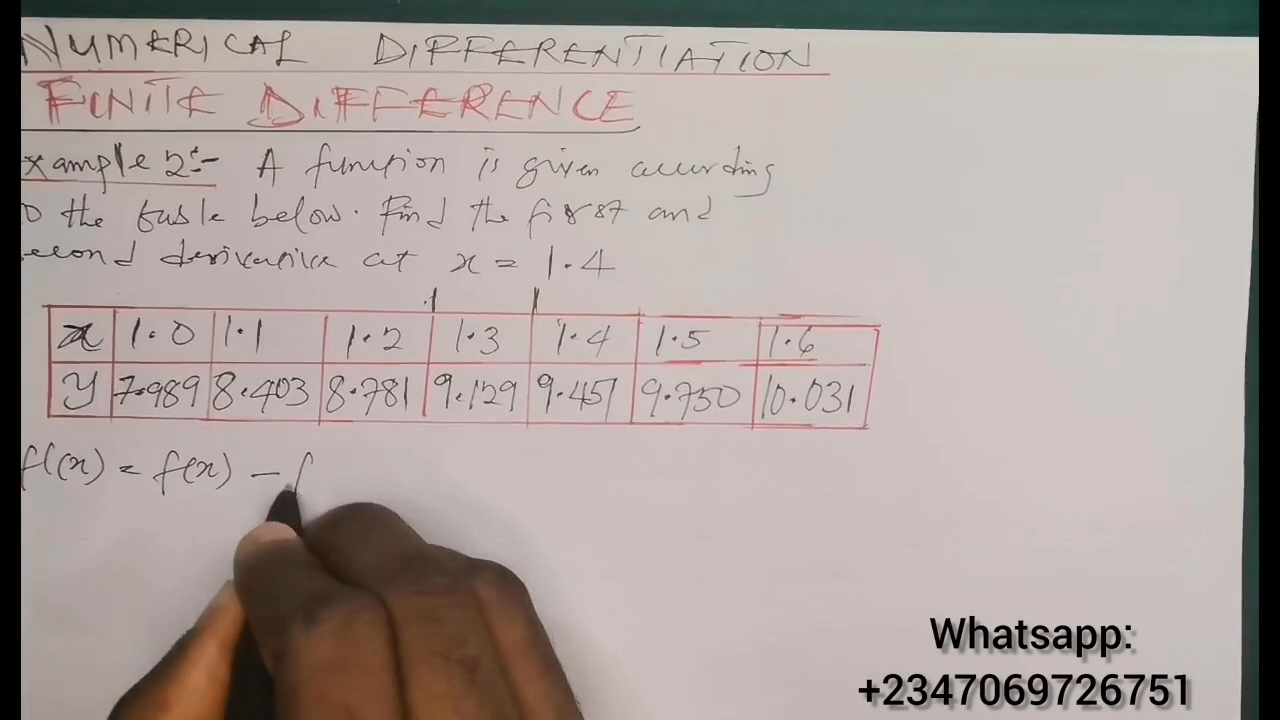 NUMERICAL DIFFERENTIATION
FINITE DIFFERENCE
xample 2:- A function is given according
o the table below. Find the first and
econd derivative at x = 1.4
x 1.0 1.1 1.2 1.3 1.4 1.5 1.6
y 7.989 8.403 8.781 9.129 9.451 9.750 10.031
f'(x) = f(x) - f
Whatsapp:
+2347069726751